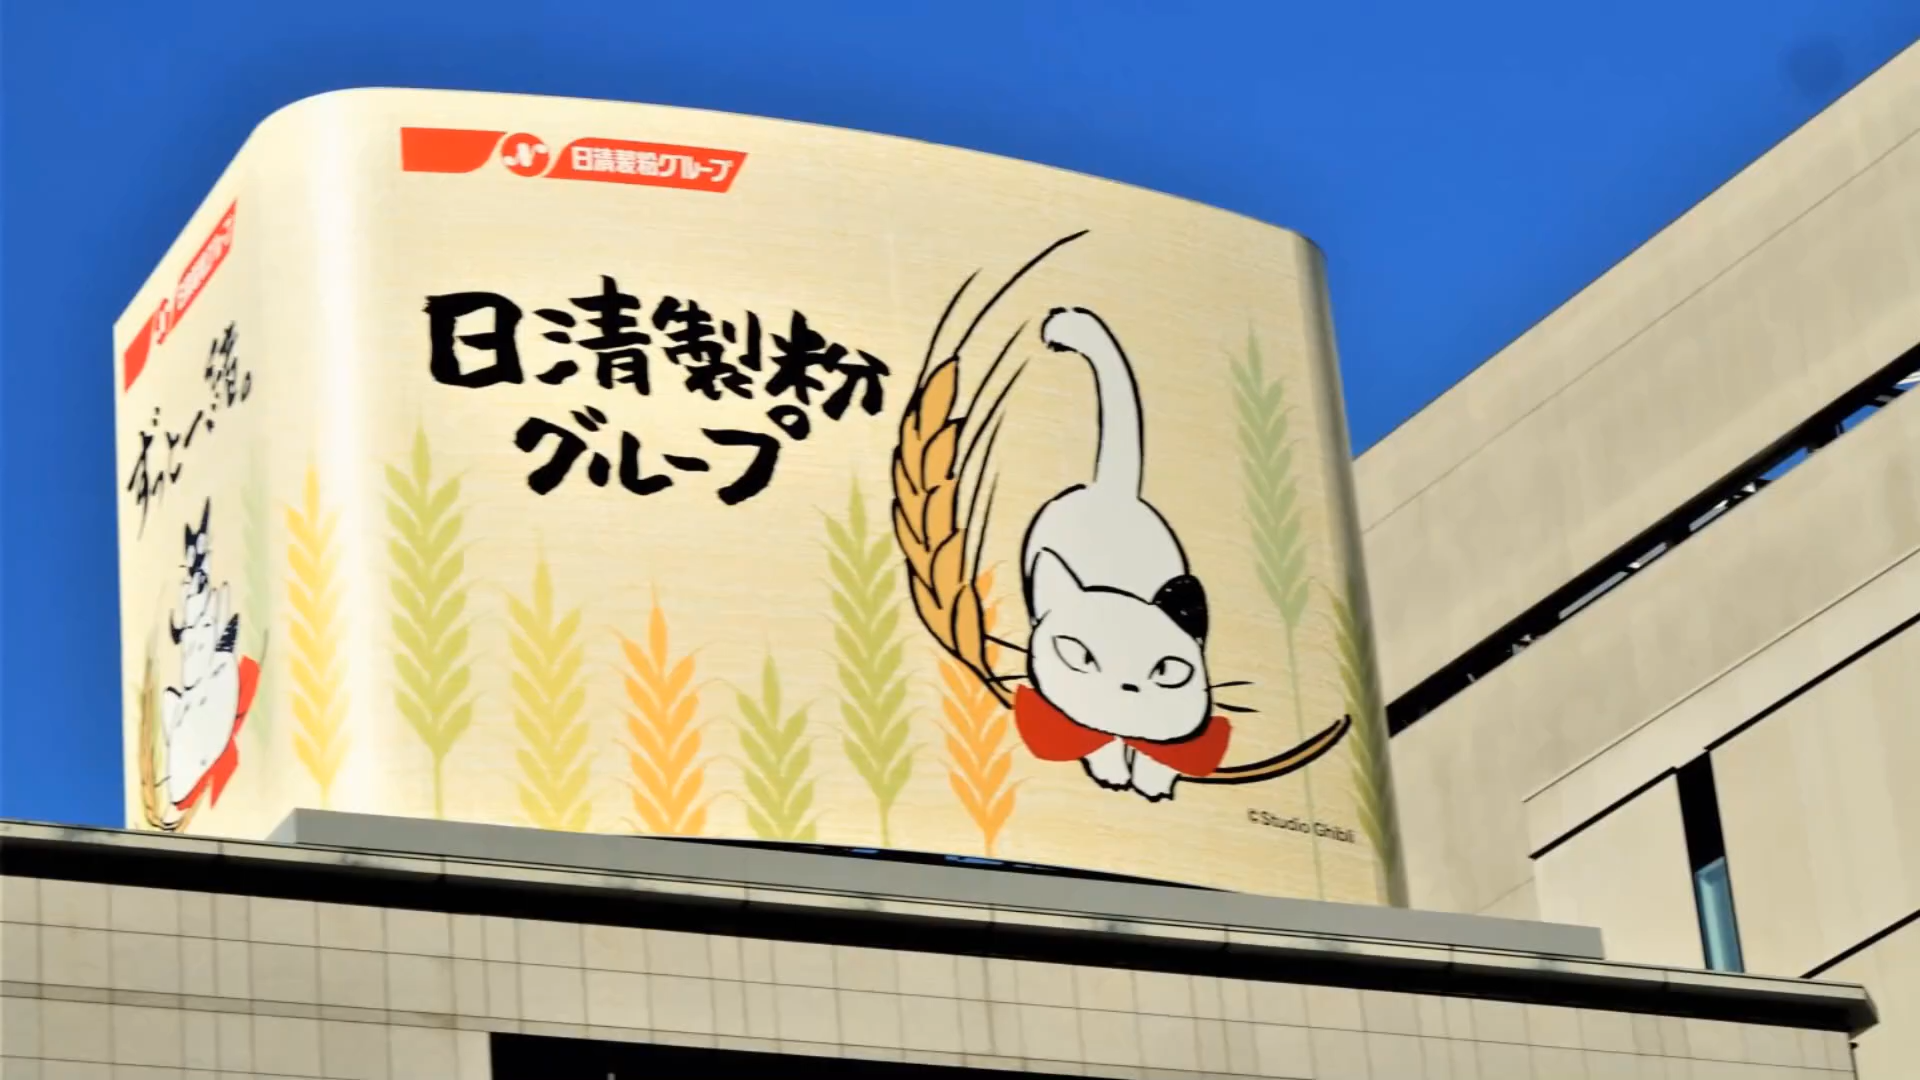 日清製粉グループ
日清製粉
グループ
ずっと一緒。
©Studio Ghibli